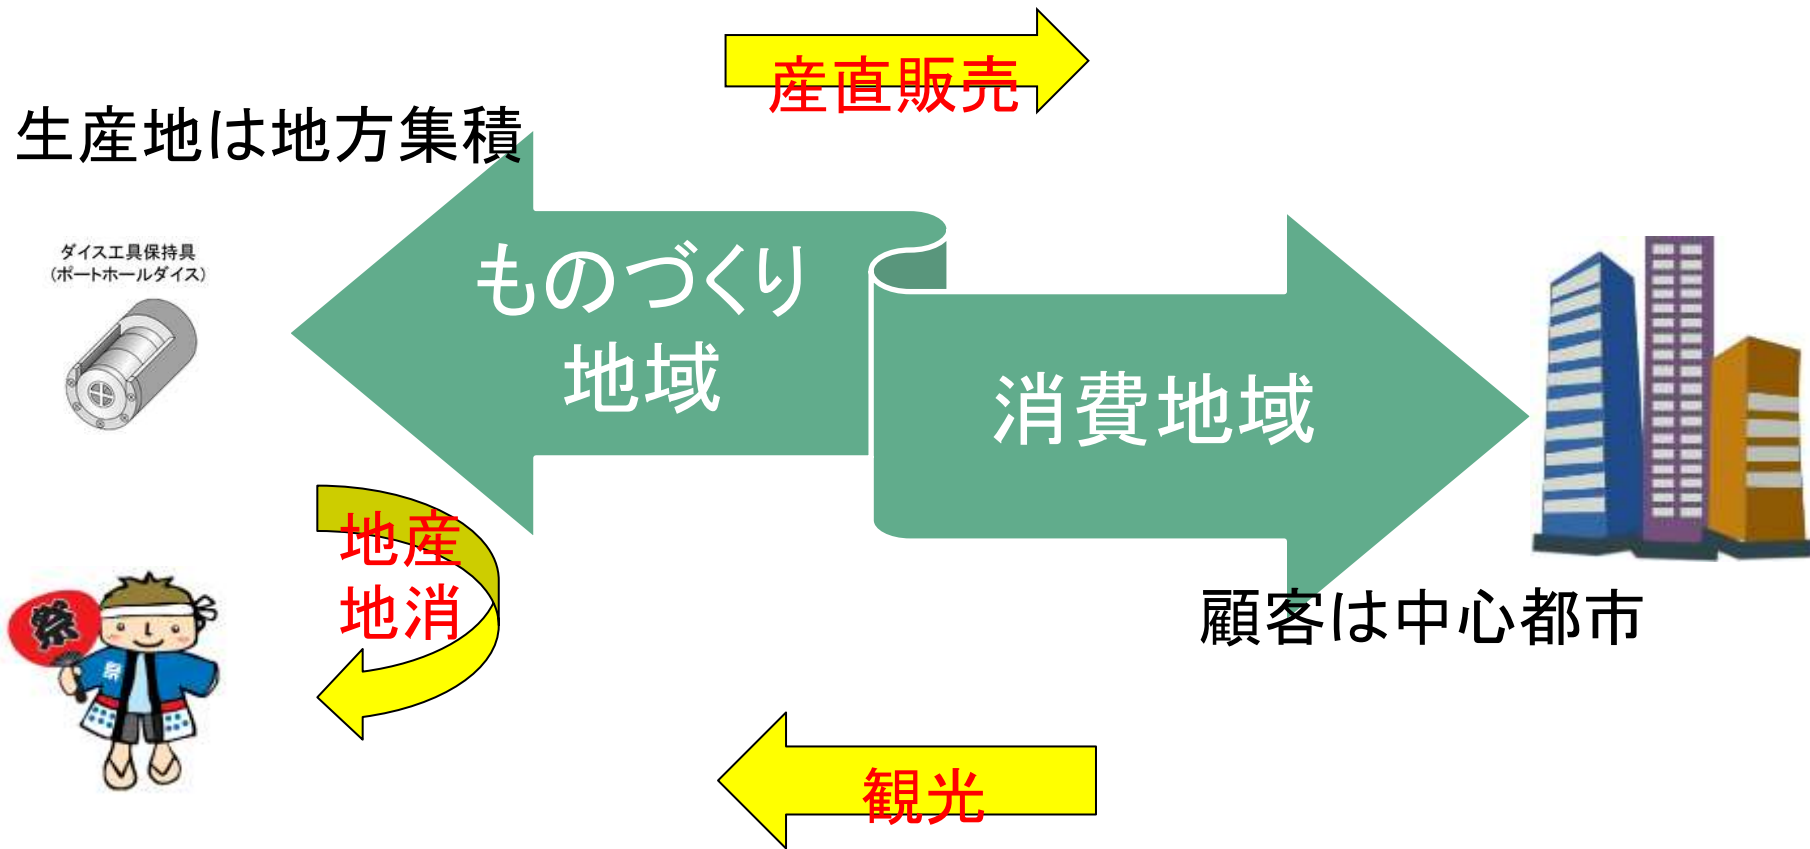 産直販売
生産地は地方集積
ダイス工具保持具
(ポートホールダイス)
ものづくり
地域
消費地域
地産
地消
祭
祭
顧客は中心都市
観光